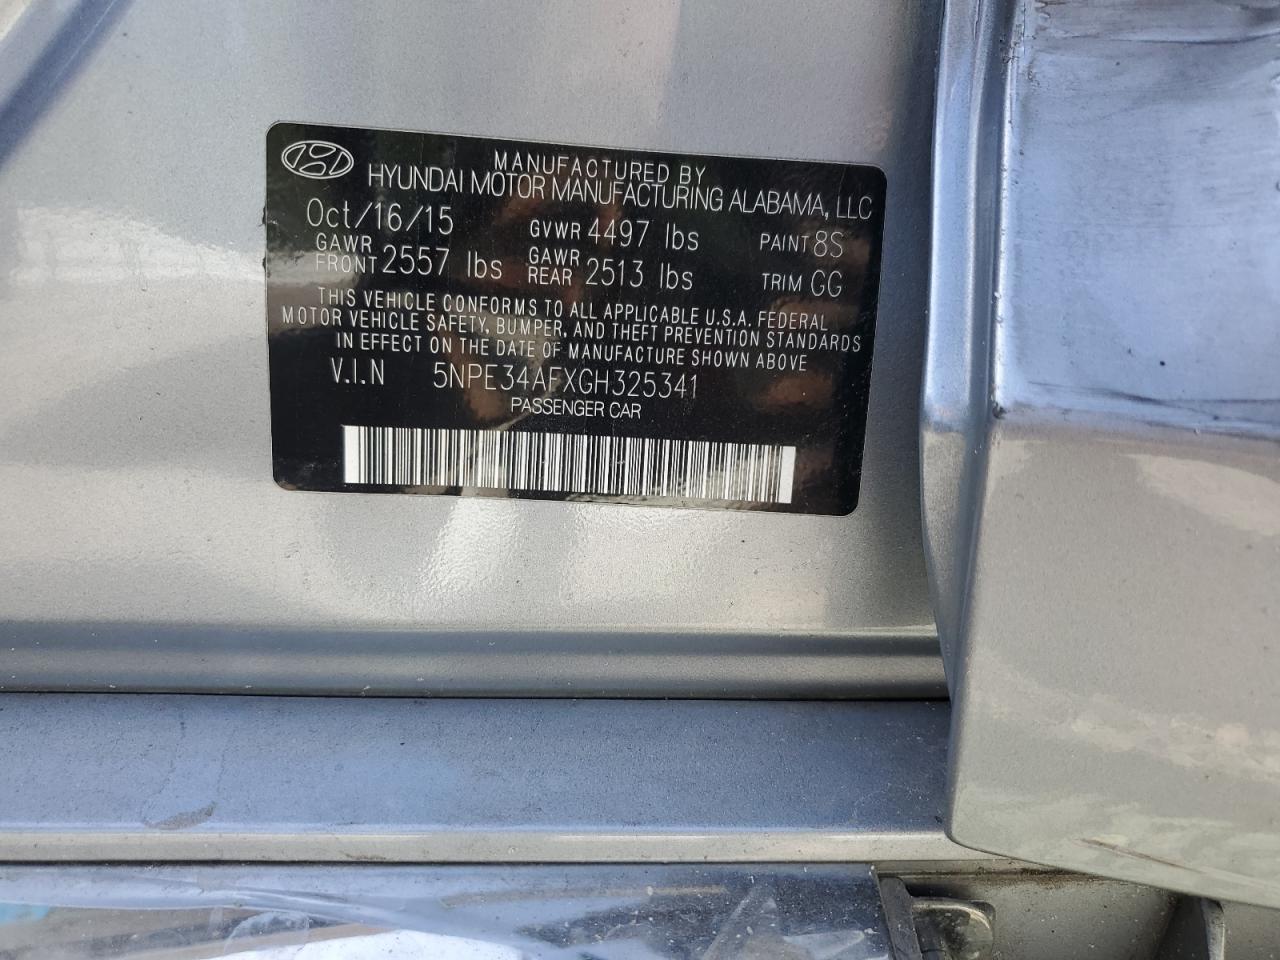 MANUFACTURED BY
HYUNDAI MOTOR MANUFACTURING ALABAMA, LLC
Oct/16/15 GVWR 4497 lbs PAINT 8S
GAWR FRONT 2557 lbs GAWR REAR 2513 lbs TRIM GG
THIS VEHICLE CONFORMS TO ALL APPLICABLE U.S.A. FEDERAL
MOTOR VEHICLE SAFETY, BUMPER, AND THEFT PREVENTION STANDARDS
IN EFFECT ON THE DATE OF MANUFACTURE SHOWN ABOVE
V.I.N 5NPE34AFXGH325341
PASSENGER CAR